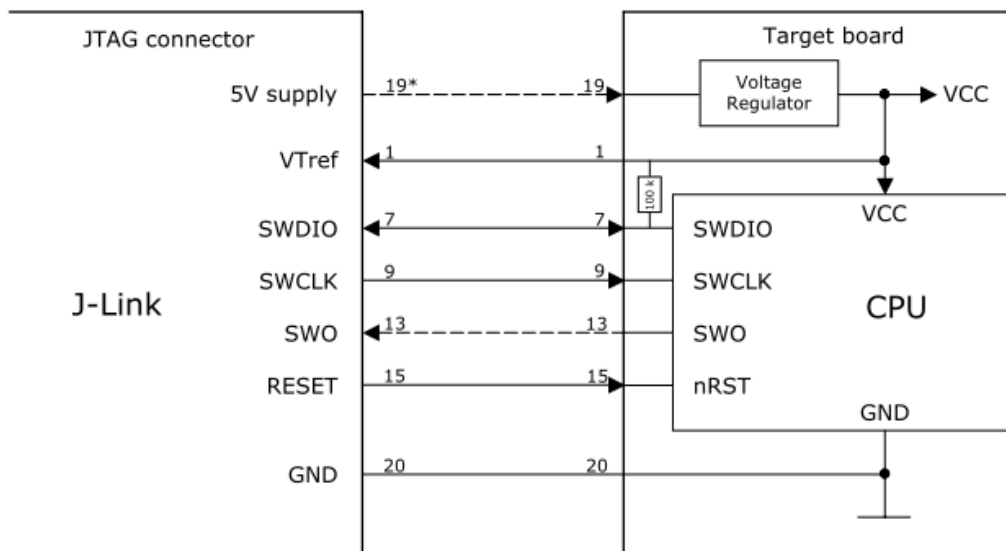 JTAG connector
Target board
5V supply
19*
19
Voltage
Regulator
VCC
VTref
1
1
100 k
VCC
SWDIO
7
7
SWDIO
SWCLK
9
9
SWCLK
J-Link
CPU
SWO
13
13
SWO
RESET
15
15
nRST
GND
GND
20
20